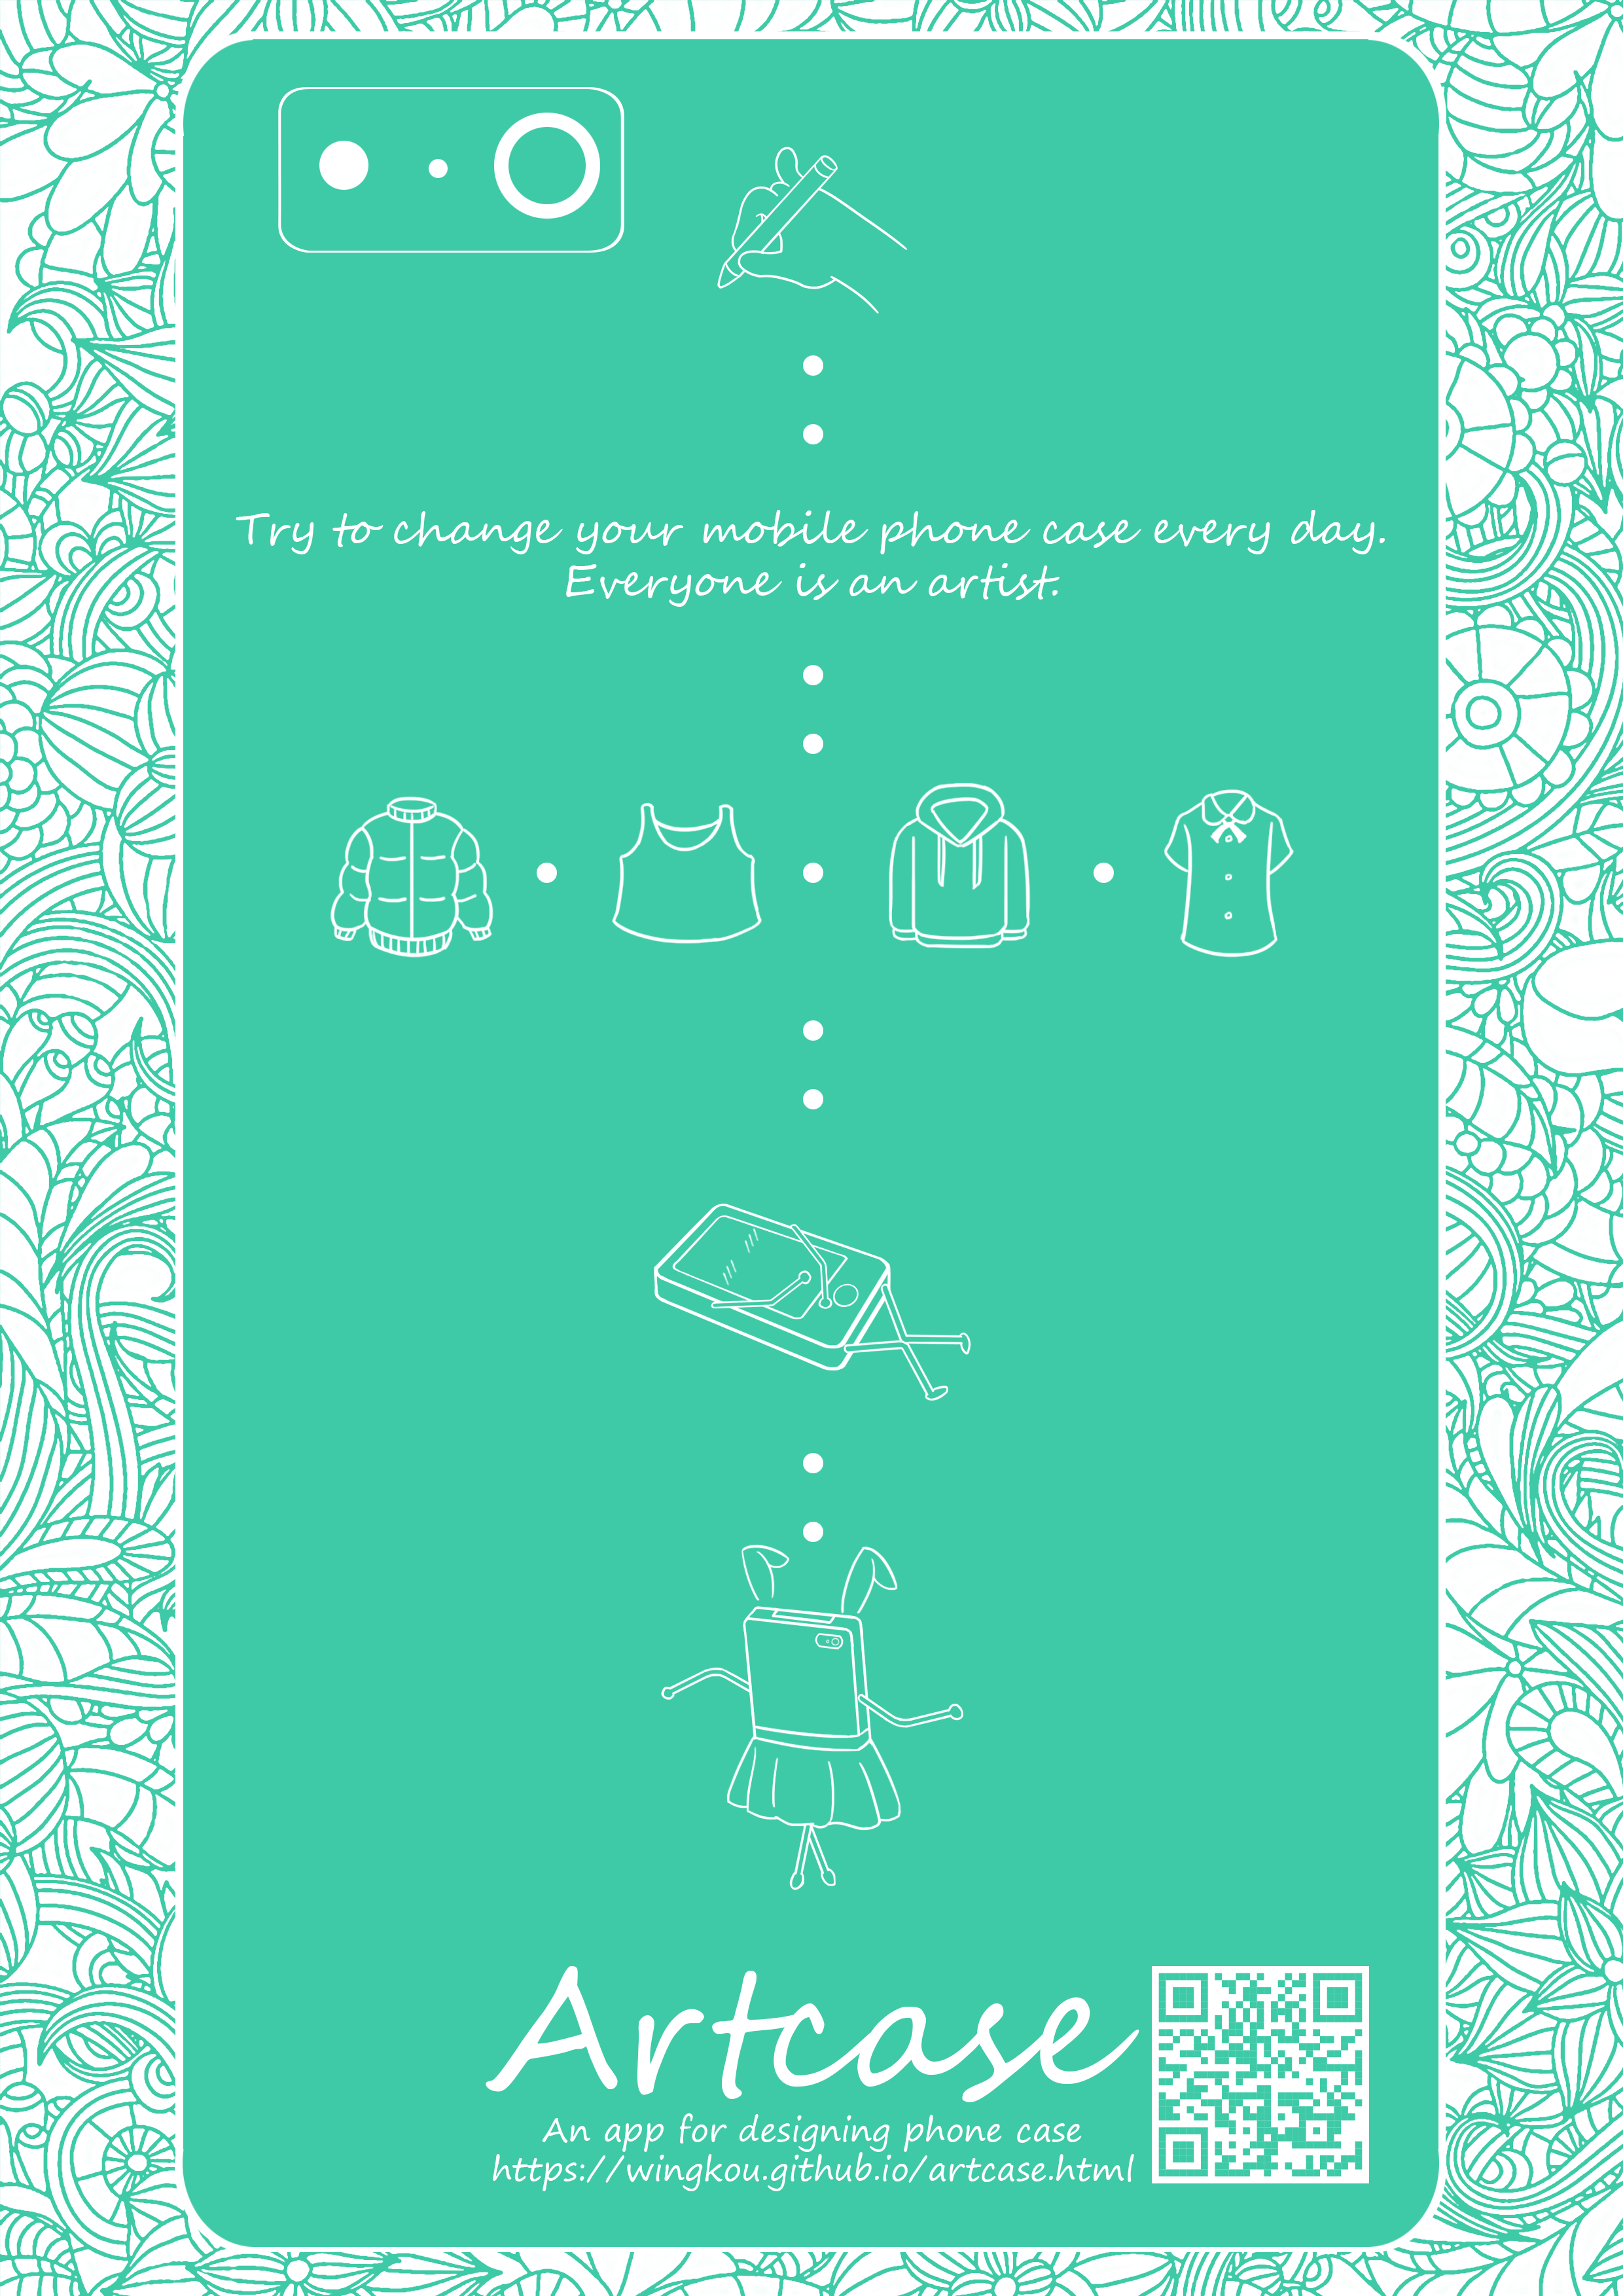 Try to change your mobile phone case every day.
Everyone is an artist.
Artcase
An app for designing phone case
https://wingkou.github.io/artcase.html